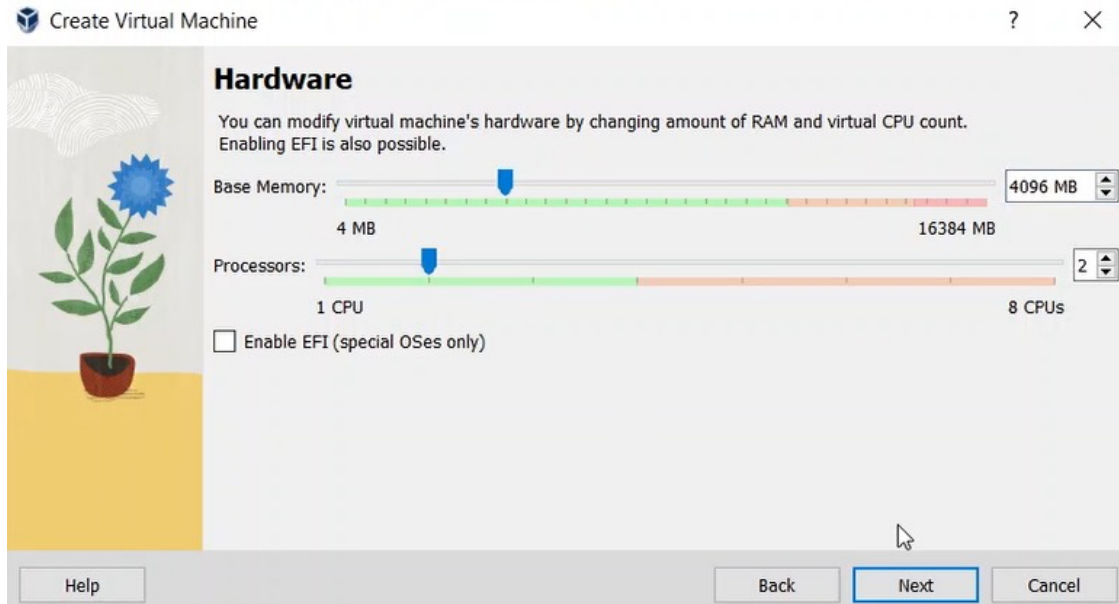 Create Virtual Machine
?
Hardware
You can modify virtual machine's hardware by changing amount of RAM and virtual CPU count.
Enabling EFI is also possible.
Base Memory: 4096 MB
4 MB 16384 MB
Processors: 2
1 CPU 8 CPUs
Enable EFI (special OSes only)
Help Back Next Cancel